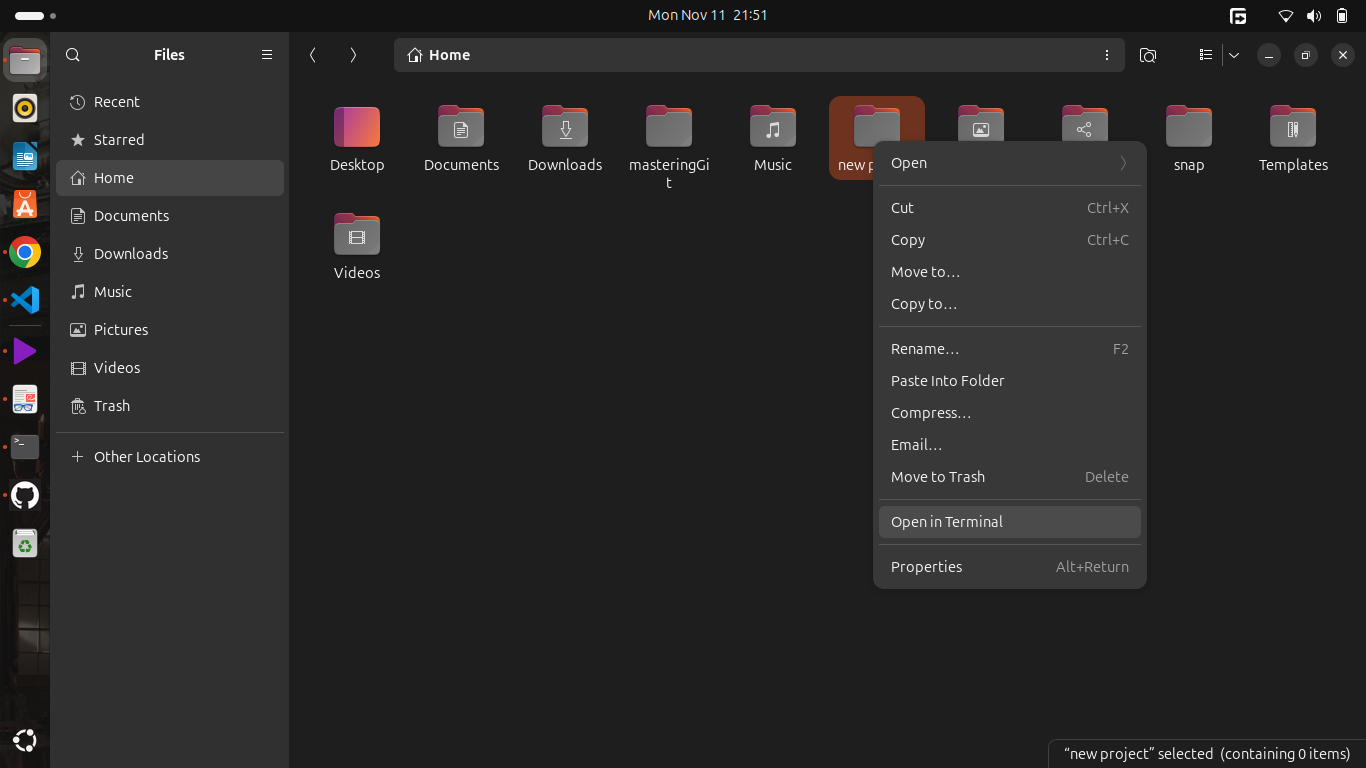 Mon Nov 11 21:51
Files
Home
Recent
Starred
Home
Documents
Downloads
Music
Pictures
Videos
Trash
Other Locations
Desktop
Documents
Downloads
masteringGi
t
Music
new p
snap
Templates
Videos
Open
Cut Ctrl+X
Copy Ctrl+C
Move to…
Copy to…
Rename… F2
Paste Into Folder
Compress…
Email…
Move to Trash Delete
Open in Terminal
Properties Alt+Return
“new project” selected (containing 0 items)